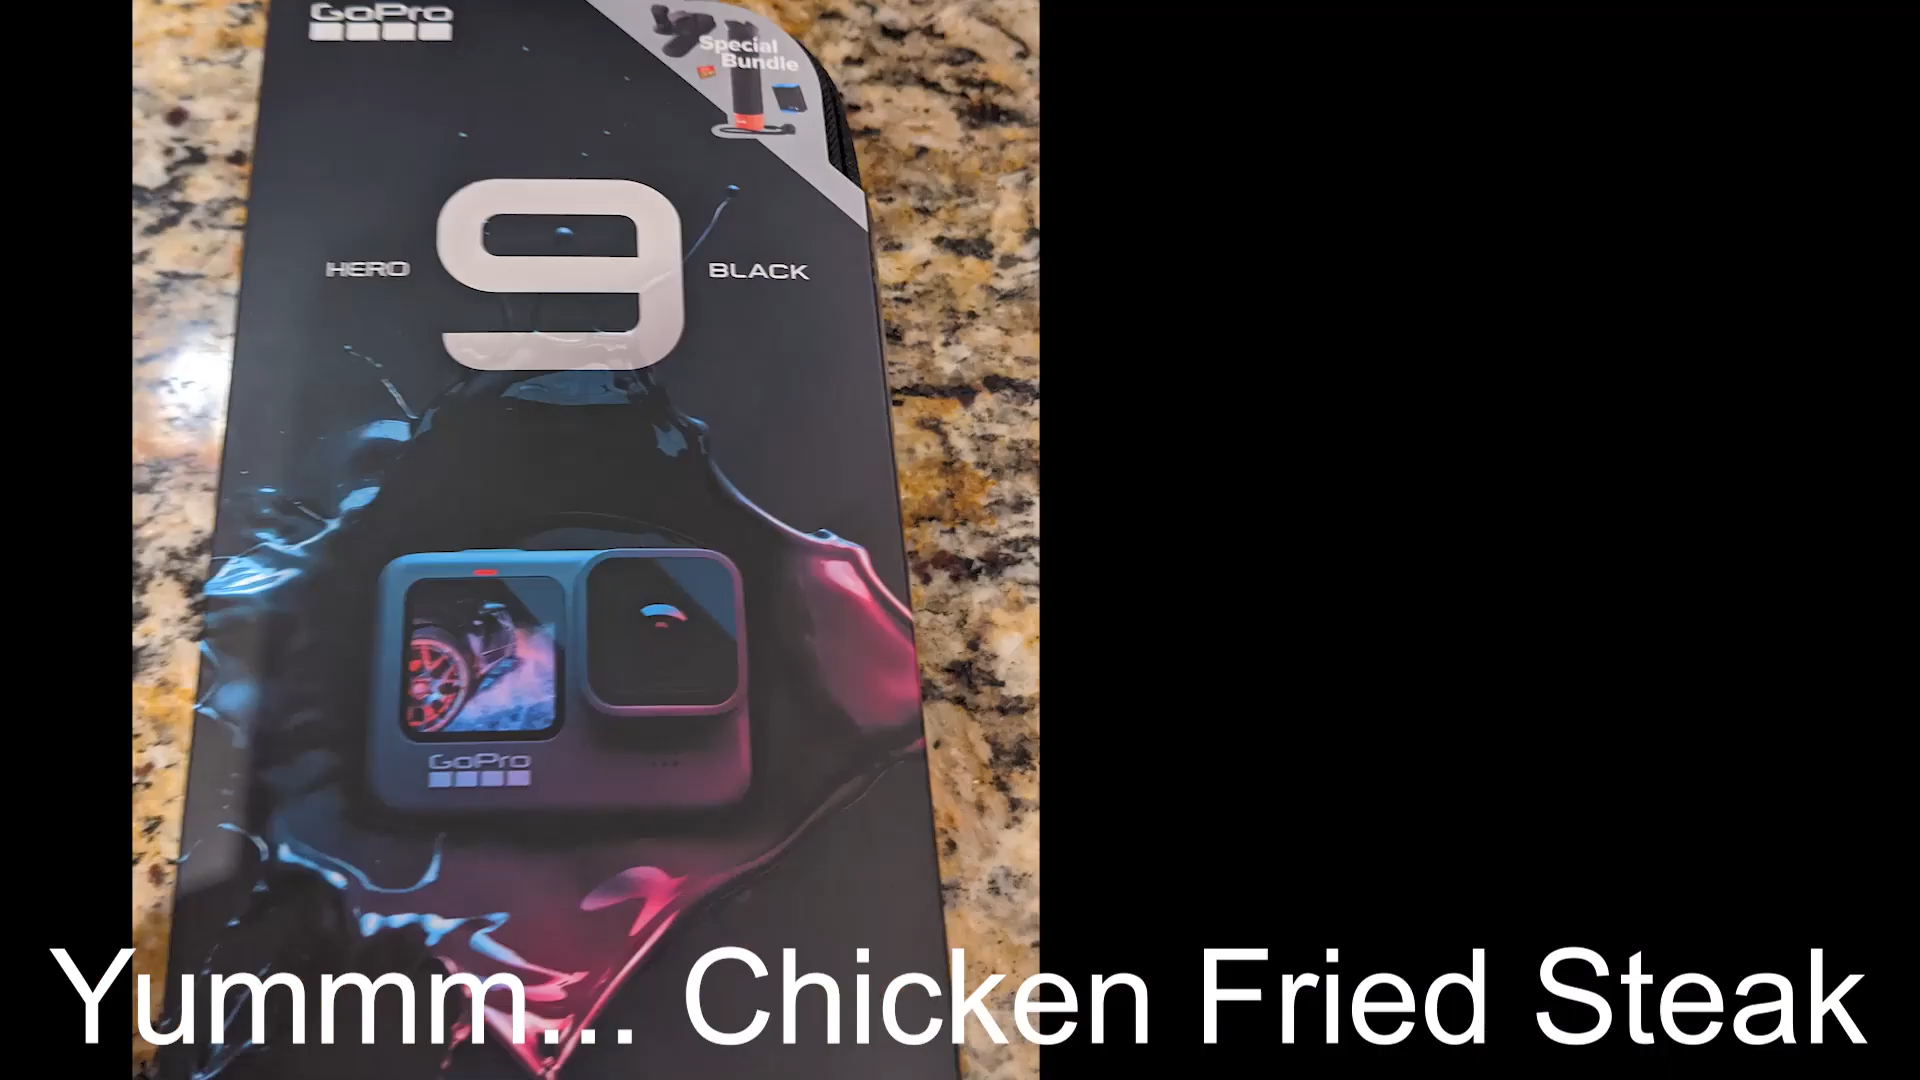 GoPro
Special
Bundle
HERO 9 BLACK
GoPro
Yummm... Chicken Fried Steak